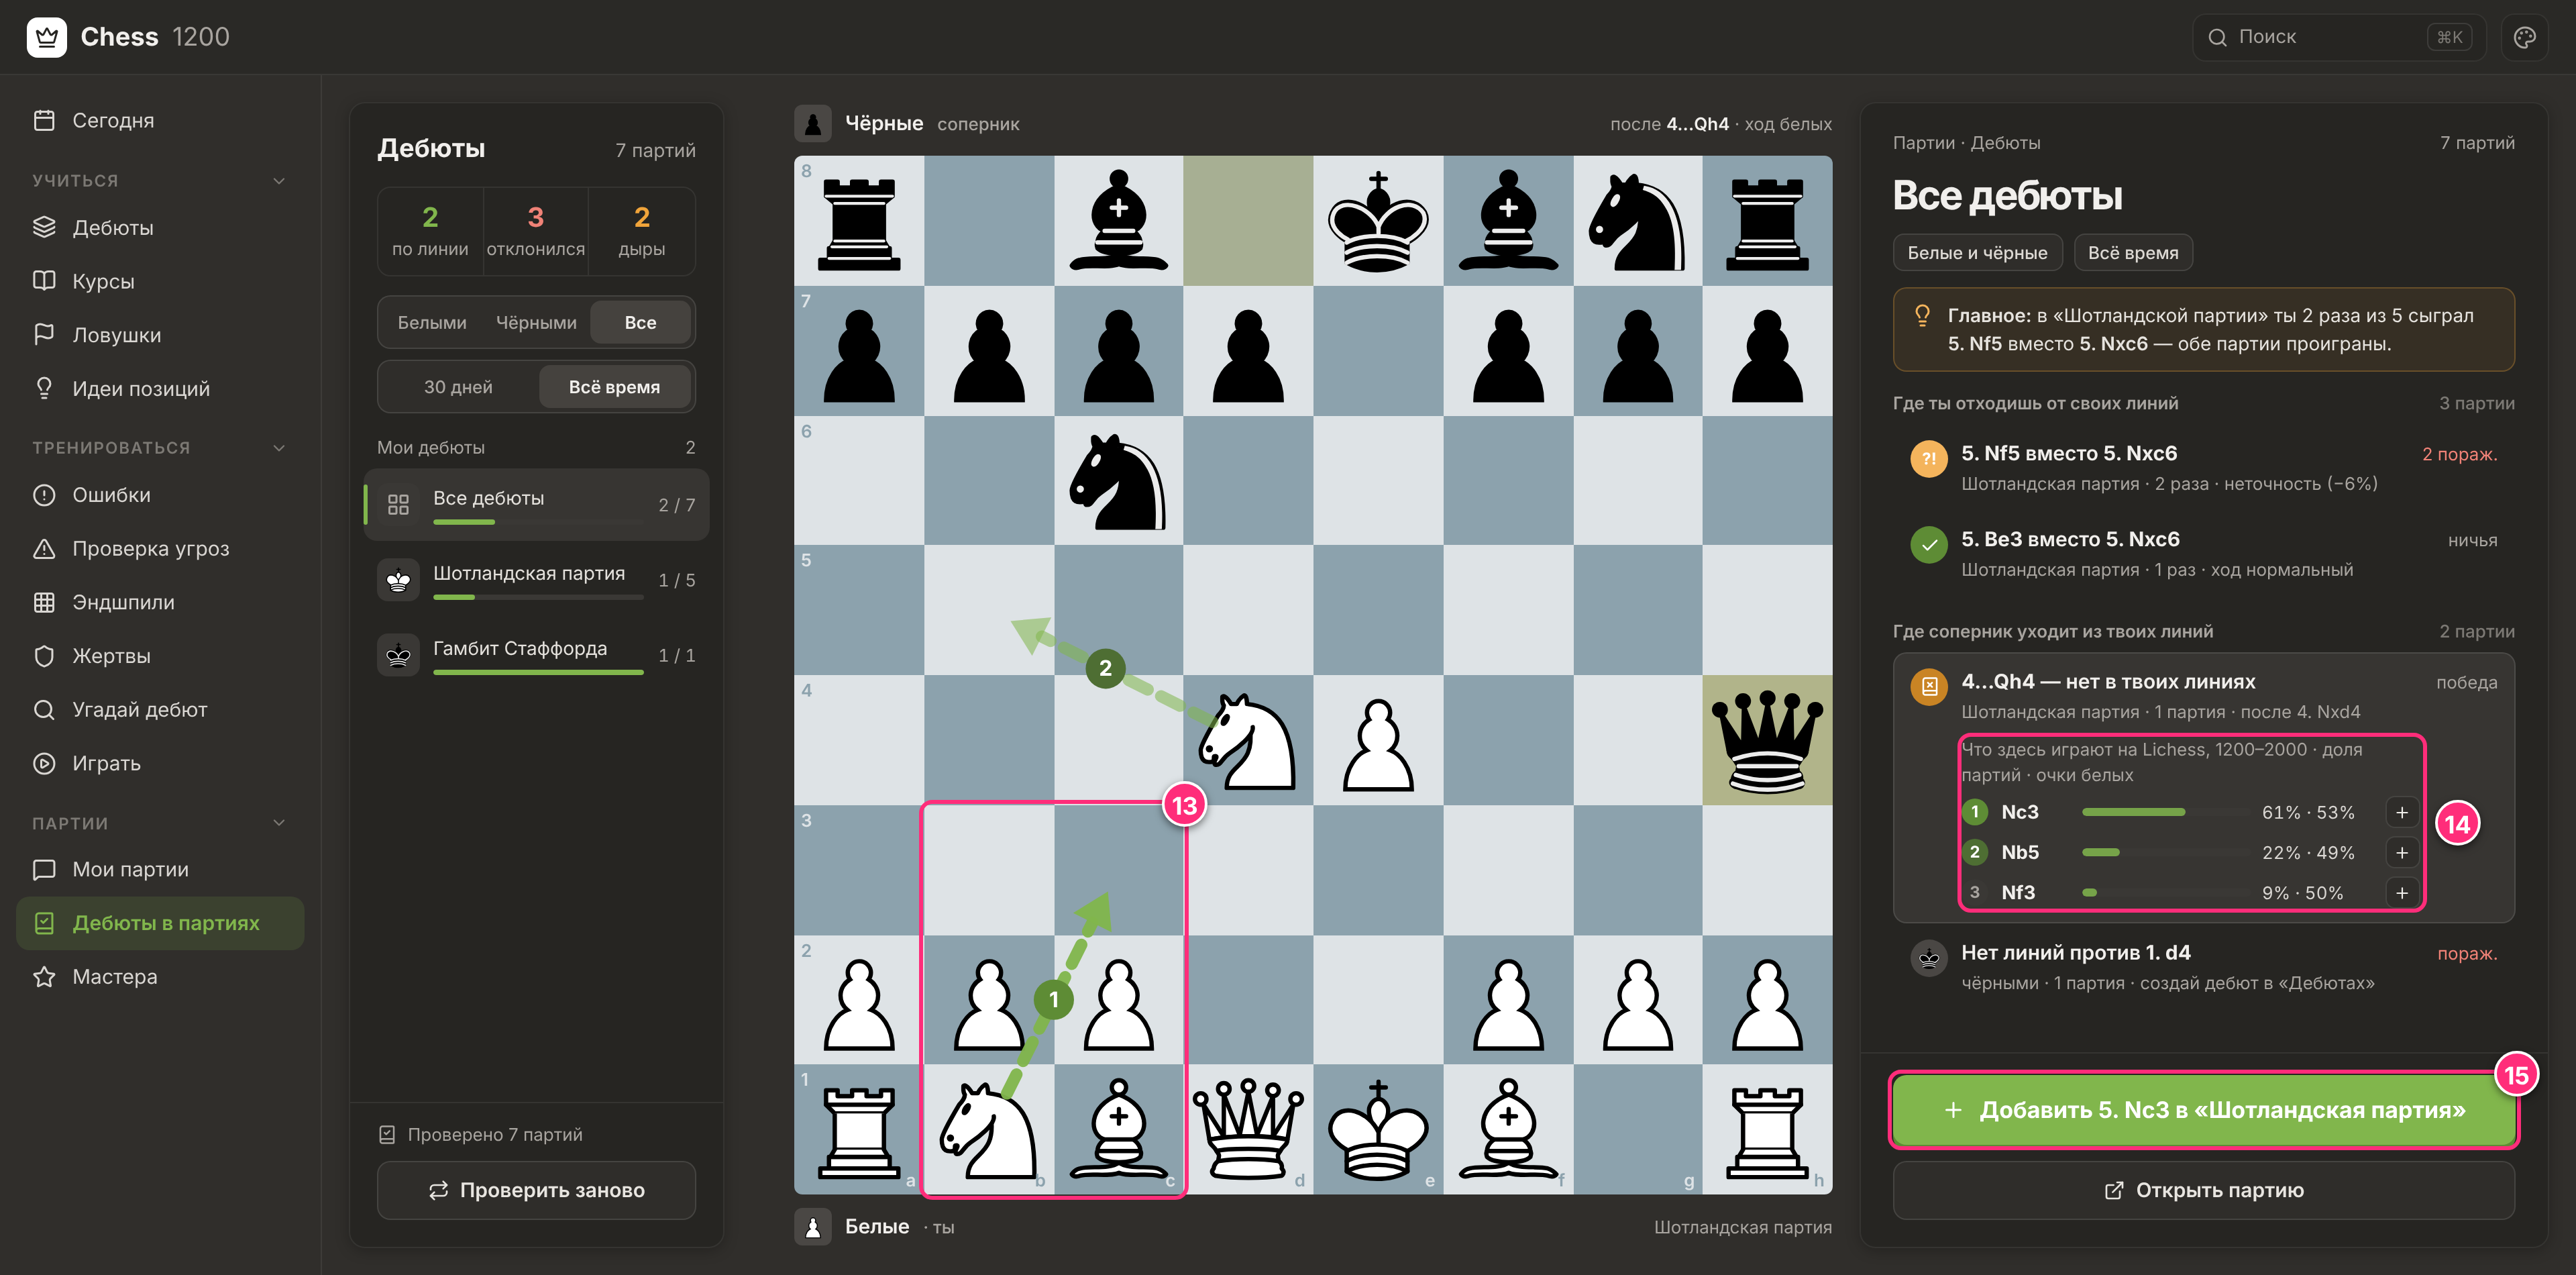 Chess 1200
Поиск ⌘K
Сегодня
УЧИТЬСЯ
Дебюты
Курсы
Ловушки
Идеи позиций
ТРЕНИРОВАТЬСЯ
Ошибки
Проверка угроз
Эндшпили
Жертвы
Угадай дебют
Играть
ПАРТИИ
Мои партии
Дебюты в партиях
Мастера
Дебюты 7 партий
2 3 2
по линии отклонился дыры
Белыми Чёрными Все
30 дней Всё время
Мои дебюты 2
Все дебюты 2 / 7
Шотландская партия 1 / 5
Гамбит Стаффорда 1 / 1
Проверено 7 партий
Проверить заново
Чёрные соперник после 4…Qh4 · ход белых
8
7
6
5
2
4
13
3
2
1
1
a b c d e f g h
Белые · ты Шотландская партия
Партии · Дебюты 7 партий
Все дебюты
Белые и чёрные Всё время
Главное: в «Шотландской партии» ты 2 раза из 5 сыграл
5. Nf5 вместо 5. Nxc6 — обе партии проиграны.
Где ты отходишь от своих линий 3 партии
?! 5. Nf5 вместо 5. Nxc6 2 пораж.
Шотландская партия · 2 раза · неточность (−6%)
5. Be3 вместо 5. Nxc6 ничья
Шотландская партия · 1 раз · ход нормальный
Где соперник уходит из твоих линий 2 партии
4…Qh4 — нет в твоих линиях победа
Шотландская партия · 1 партия · после 4. Nxd4
Что здесь играют на Lichess, 1200–2000 · доля
партий · очки белых
1 Nc3 61% · 53% +
14
2 Nb5 22% · 49% +
3 Nf3 9% · 50% +
Нет линий против 1. d4 пораж.
чёрными · 1 партия · создай дебют в «Дебютах»
15
+ Добавить 5. Nc3 в «Шотландская партия»
Открыть партию